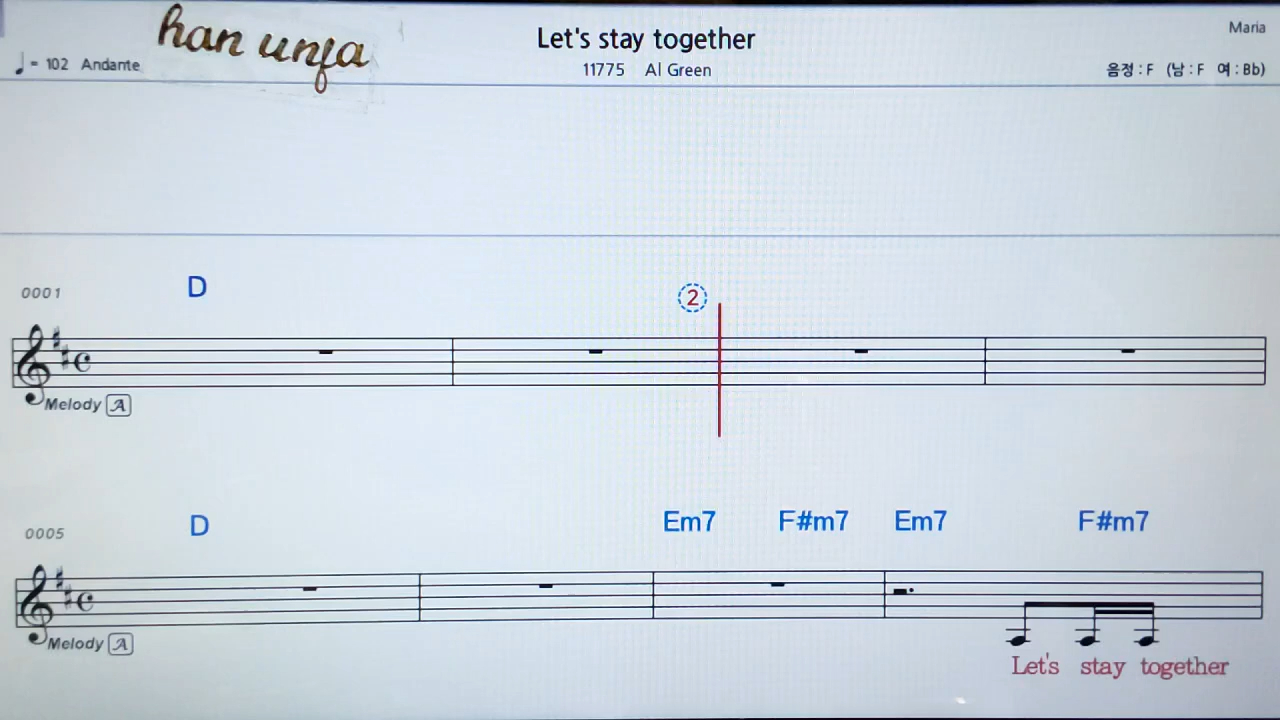 han unfa
Let's stay together
Maria
♩= 102 Andante
11775 Al Green
음정 : F (남 : F 여 : Bb)
0001
D
2
Melody A
0005
D Em7 F#m7 Em7 F#m7
Melody A
Let's stay together